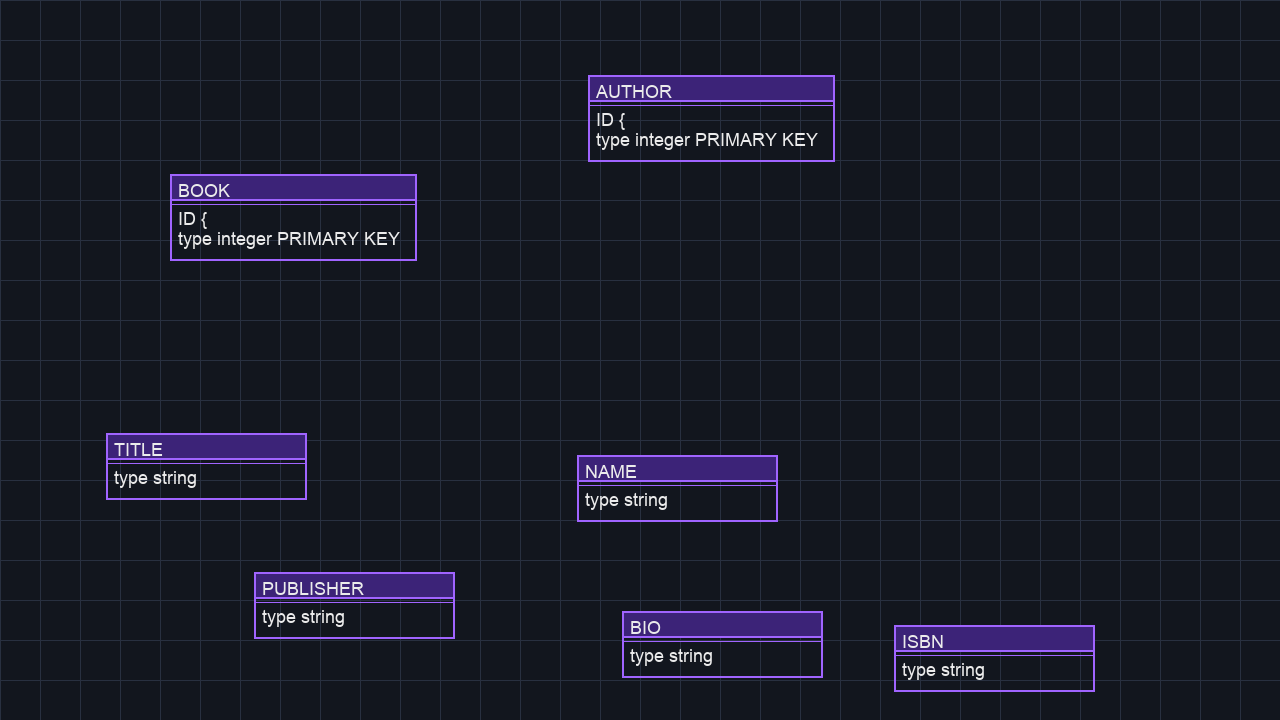 AUTHOR
ID {
type integer PRIMARY KEY
BOOK
ID {
type integer PRIMARY KEY
TITLE
type string
NAME
type string
PUBLISHER
type string
BIO
type string
ISBN
type string